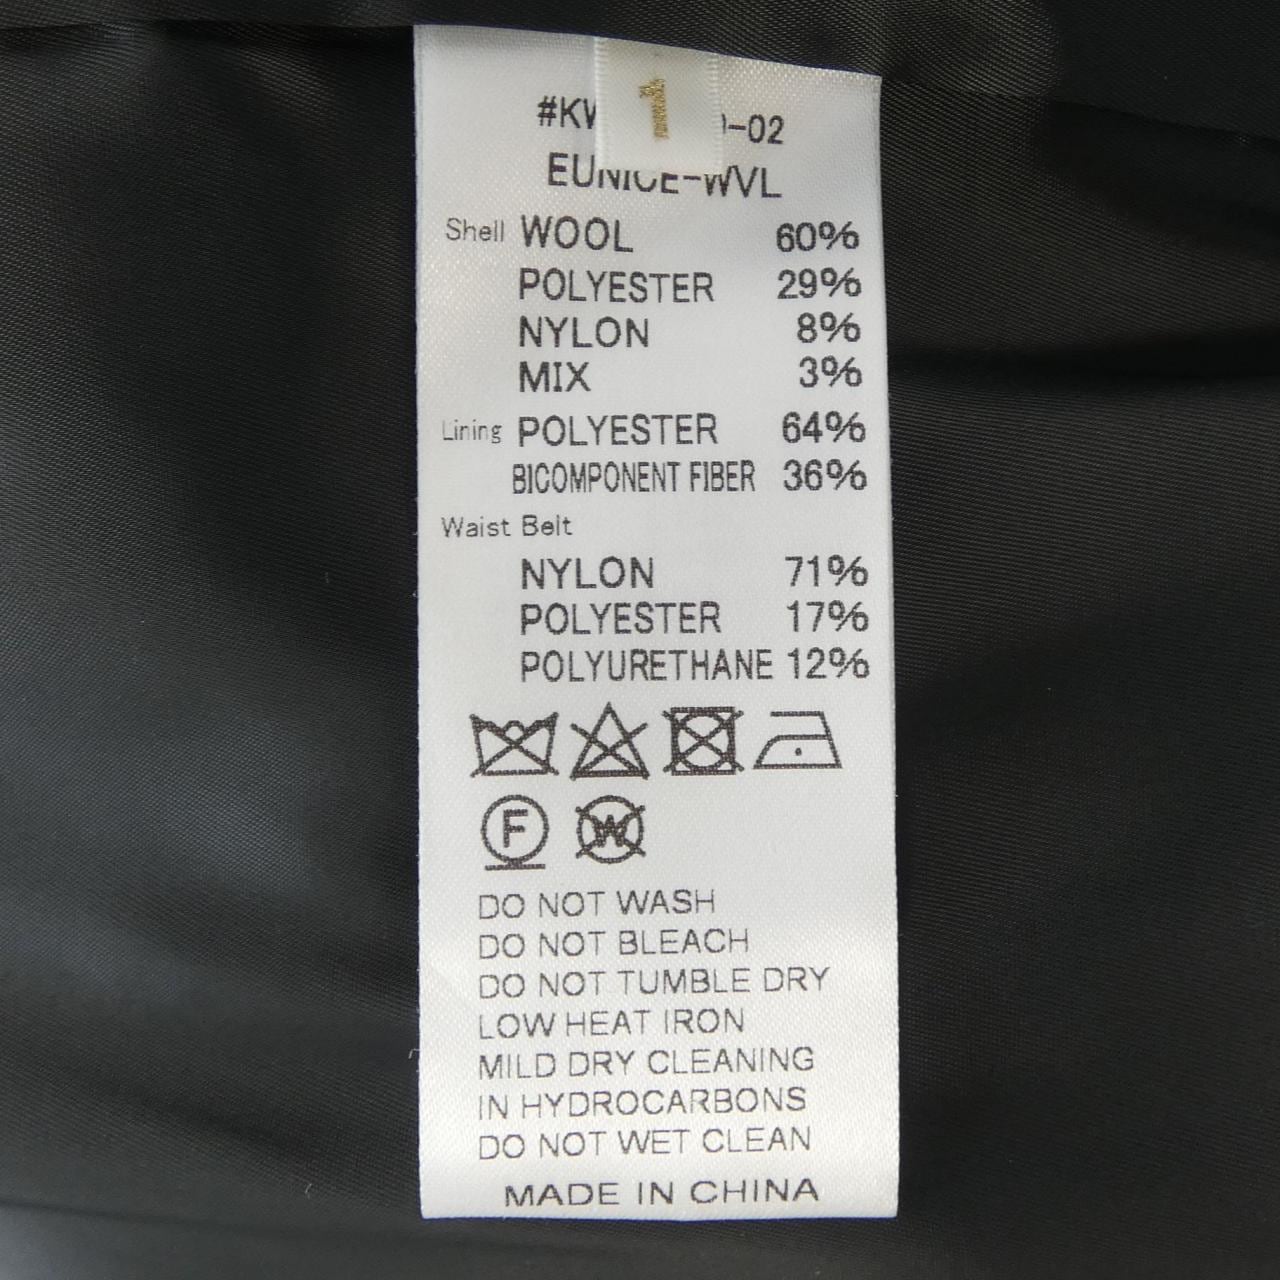 1
-02
EUNICE-WVL
Shell WOOL 60%
POLYESTER 29%
NYLON 8%
MIX 3%
Lining POLYESTER 64%
BICOMPONENT FIBER 36%
Waist Belt
NYLON 71%
POLYESTER 17%
POLYURETHANE 12%
F W
DO NOT WASH
DO NOT BLEACH
DO NOT TUMBLE DRY
LOW HEAT IRON
MILD DRY CLEANING
IN HYDROCARBONS
DO NOT WET CLEAN
MADE IN CHINA